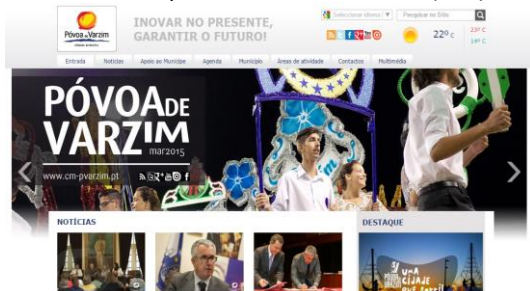 Póvoa de Varzim
INOVAR NO PRESENTE,
GARANTIR O FUTURO!
Seleccionar idioma
Pesquisar no Sítio
22º C
23º C
14º C
Entrada
Notícias
Apoio ao Munícipe
Agenda
Município
Áreas de atividade
Contactos
Multimédia
PÓVOA DE
VARZIM
mar2015
www.cm-pvarzim.pt
NOTÍCIAS
DESTAQUE
UMA
CIDADE